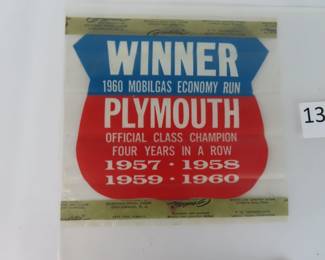 WINNER
1960 MOBILGAS ECONOMY RUN
PLYMOUTH
OFFICIAL CLASS CHAMPION
FOUR YEARS IN A ROW
1957 · 1958
1959 · 1960
13